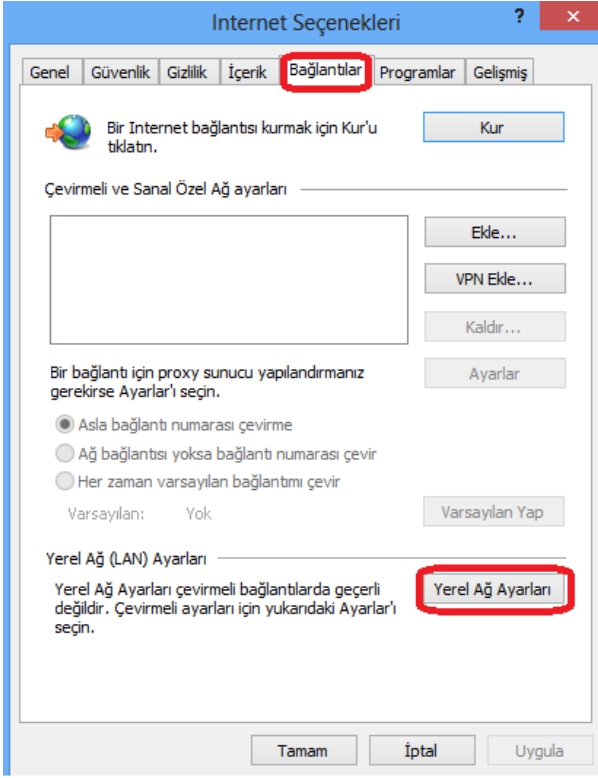 Internet Seçenekleri
?
×
Genel Güvenlik Gizlilik İçerik Bağlantılar Programlar Gelişmiş
Bir Internet bağlantısı kurmak için Kur'u
tıklatın.
Kur
Çevirmeli ve Sanal Özel Ağ ayarları
Ekle...
VPN Ekle...
Kaldır...
Bir bağlantı için proxy sunucu yapılandırmanız
gerekirse Ayarlar'ı seçin.
Ayarlar
Asla bağlantı numarası çevirme
Ağ bağlantısı yoksa bağlantı numarası çevir
Her zaman varsayılan bağlantımı çevir
Varsayılan: Yok
Varsayılan Yap
Yerel Ağ (LAN) Ayarları
Yerel Ağ Ayarları çevirmeli bağlantılarda geçerli
değildir. Çevirmeli ayarları için yukarıdaki Ayarlar'ı
seçin.
Yerel Ağ Ayarları
Tamam İptal Uygula